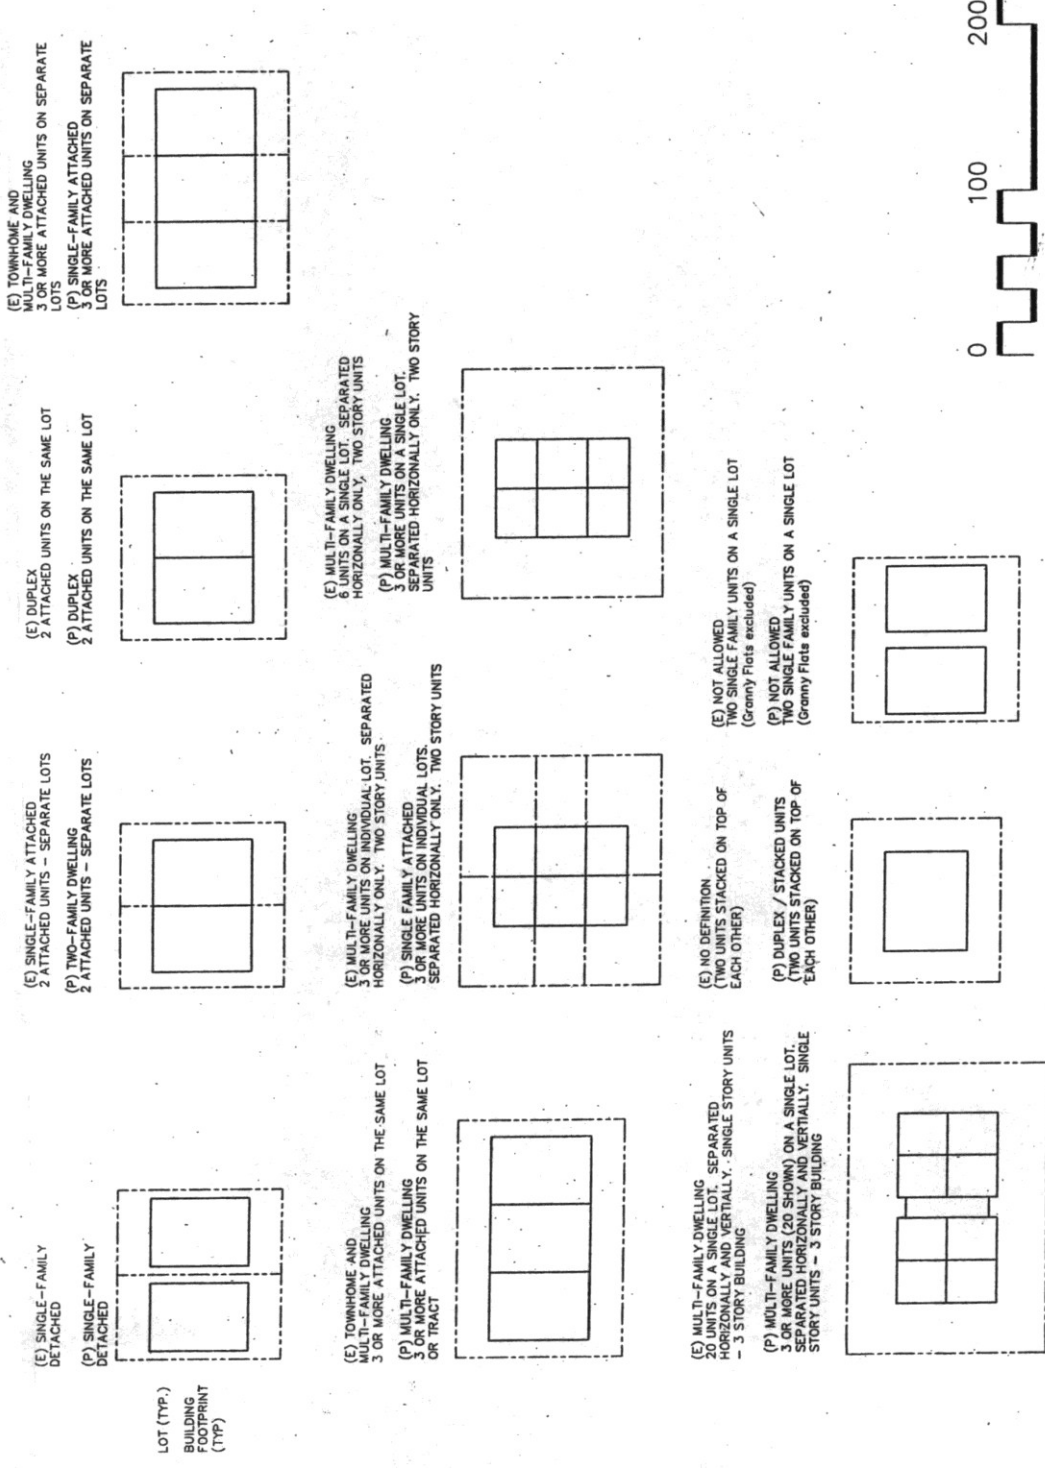 (E) SINGLE-FAMILY
DETACHED
(P) SINGLE-FAMILY
DETACHED
LOT (TYP.)
BUILDING
FOOTPRINT
(TYP)
(E) SINGLE-FAMILY ATTACHED
2 ATTACHED UNITS - SEPARATE LOTS
(P) TWO-FAMILY DWELLING
2 ATTACHED UNITS - SEPARATE LOTS
(E) DUPLEX
2 ATTACHED UNITS ON THE SAME LOT
(P) DUPLEX
2 ATTACHED UNITS ON THE SAME LOT
(E) TOWNHOME AND
MULTI-FAMILY DWELLING
3 OR MORE ATTACHED UNITS ON SEPARATE
LOTS
(P) SINGLE-FAMILY ATTACHED
3 OR MORE ATTACHED UNITS ON SEPARATE
LOTS
(E) TOWNHOME AND
MULTI-FAMILY DWELLING
3 OR MORE ATTACHED UNITS ON THE SAME LOT
(P) MULTI-FAMILY DWELLING
3 OR MORE ATTACHED UNITS ON THE SAME LOT
OR TRACT
(E) MULTI-FAMILY DWELLING
3 OR MORE UNITS ON INDIVIDUAL LOT. SEPARATED
HORIZONALLY ONLY. TWO STORY UNITS
(P) SINGLE FAMILY ATTACHED
3 OR MORE UNITS ON INDIVIDUAL LOTS.
SEPARATED HORIZONALLY ONLY. TWO STORY UNITS
(E) MULTI-FAMILY DWELLING
6 UNITS ON A SINGLE LOT. SEPARATED
HORIZONALLY ONLY. TWO STORY UNITS
(P) MULTI-FAMILY DWELLING
3 OR MORE UNITS ON A SINGLE LOT.
SEPARATED HORIZONALLY ONLY. TWO STORY
UNITS
(E) MULTI-FAMILY DWELLING
20 UNITS ON A SINGLE LOT. SEPARATED
HORIZONALLY AND VERTIALLY. SINGLE STORY UNITS
- 3 STORY BUILDING
(P) MULTI-FAMILY DWELLING
3 OR MORE UNITS (20 SHOWN) ON A SINGLE LOT.
SEPARATED HORIZONALLY AND VERTIALLY. SINGLE
STORY UNITS - 3 STORY BUILDING
(E) NO DEFINITION
(TWO UNITS STACKED ON TOP OF
EACH OTHER)
(P) DUPLEX / STACKED UNITS
(TWO UNITS STACKED ON TOP OF
EACH OTHER)
(E) NOT ALLOWED
TWO SINGLE FAMILY UNITS ON A SINGLE LOT
(Granny Flats excluded)
(P) NOT ALLOWED
TWO SINGLE FAMILY UNITS ON A SINGLE LOT
(Granny Flats excluded)
0 100 200